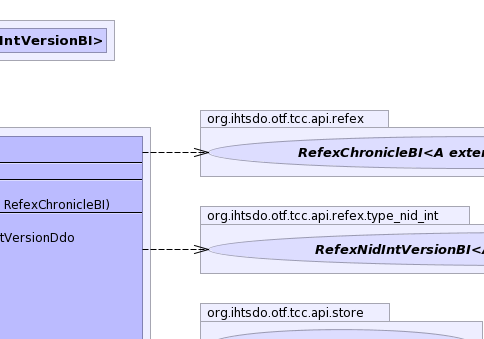 IntVersionBI>
org.ihtsdo.otf.tcc.api.refex
RefexChronicleBI<A exter
RefexChronicleBI)
org.ihtsdo.otf.tcc.api.refex.type_nid_int
tVersionDdo
RefexNidIntVersionBI<A
org.ihtsdo.otf.tcc.api.store